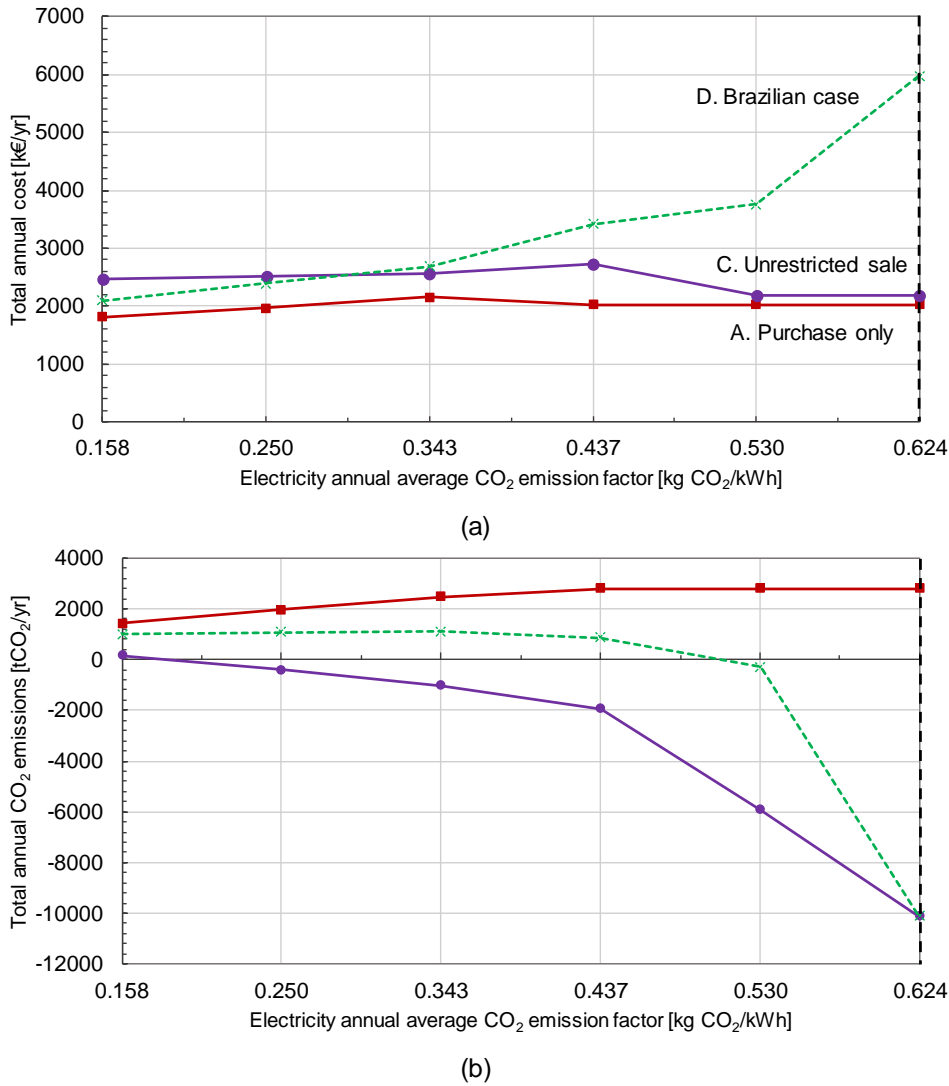 Total annual cost [k€/yr]
7000
6000
5000
4000
3000
2000
1000
0
D. Brazilian case
C. Unrestricted sale
A. Purchase only
0.158 0.250 0.343 0.437 0.530 0.624
Electricity annual average CO₂ emission factor [kg CO₂/kWh]
(a)
Total annual CO₂ emissions [tCO₂/yr]
4000
2000
0
-2000
-4000
-6000
-8000
-10000
-12000
0.158 0.250 0.343 0.437 0.530 0.624
Electricity annual average CO₂ emission factor [kg CO₂/kWh]
(b)